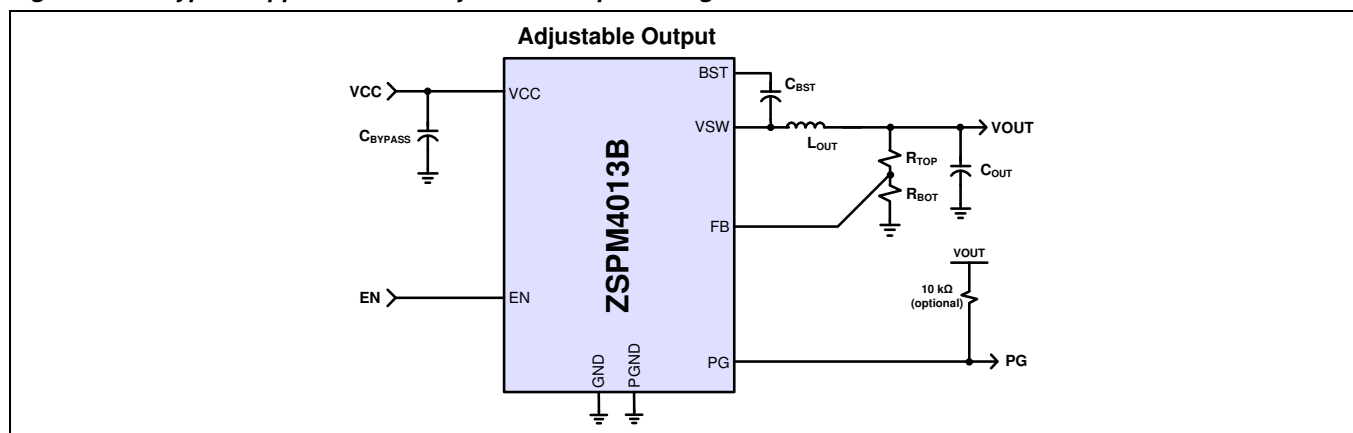 Adjustable Output
BST
CBST
VCC
VCC
VSW
VOUT
LOUT
CBYPASS
RTOP
COUT
RBOT
ZSPM4013B
FB
VOUT
EN
EN
10 kΩ
(optional)
GND
PGND
PG
PG